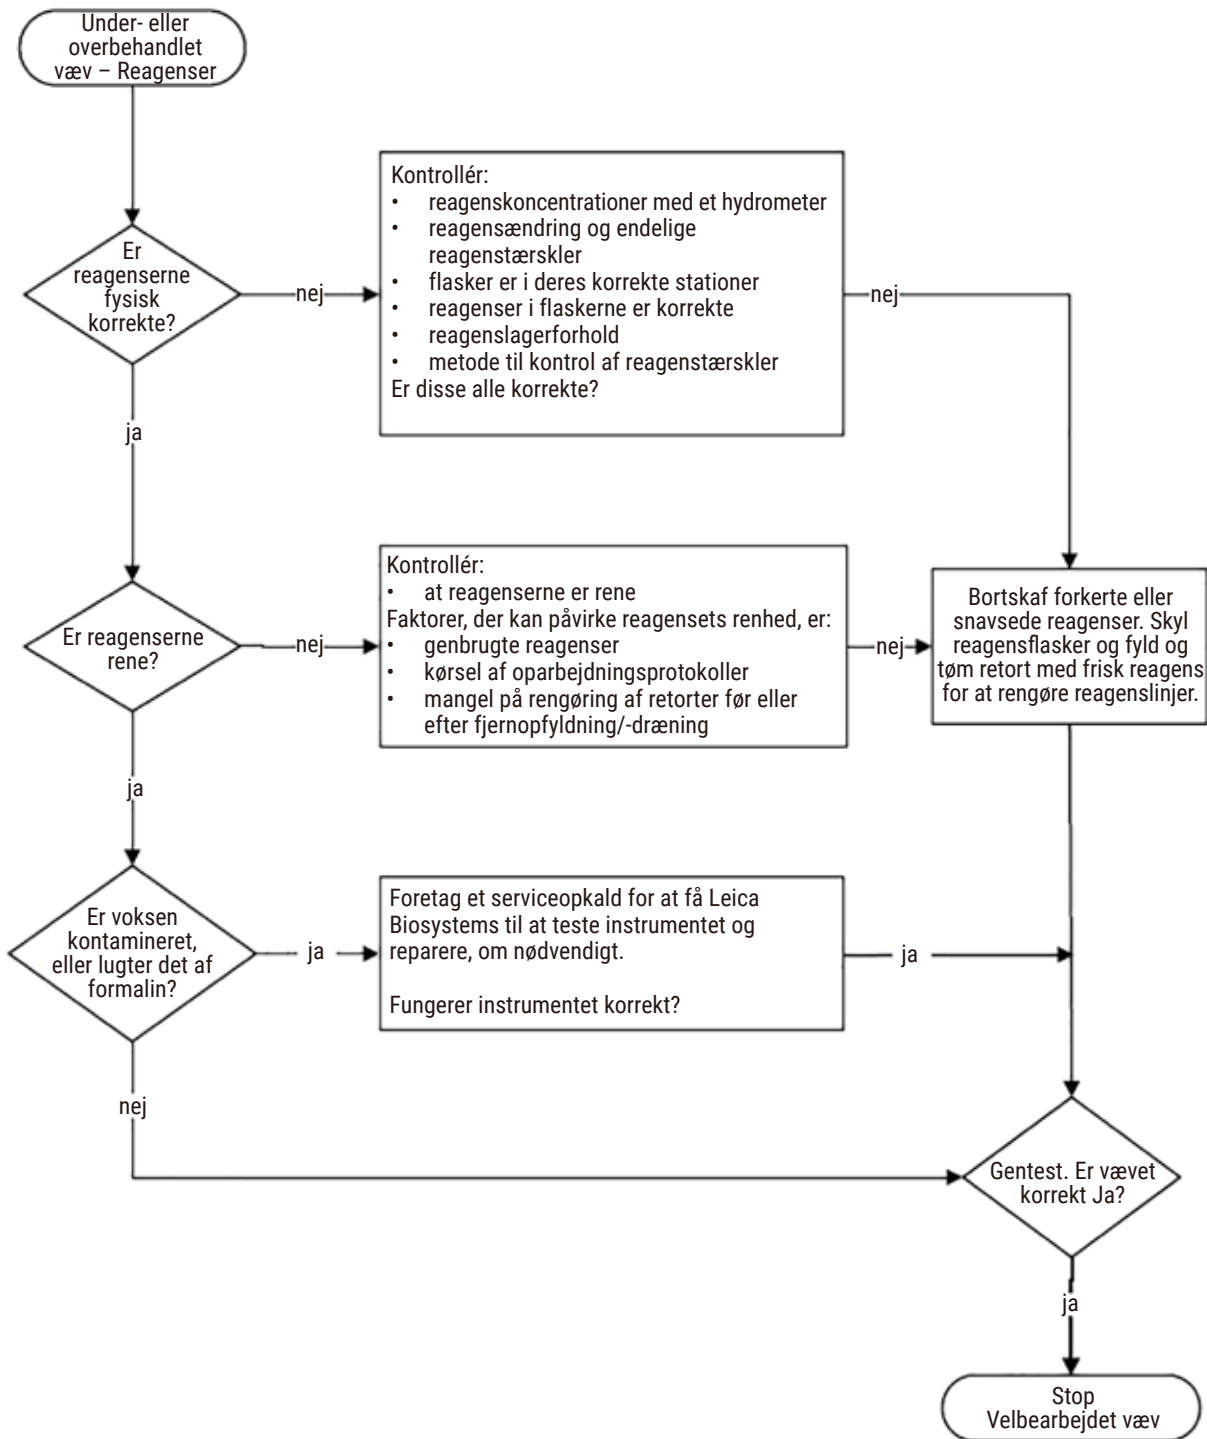 Under- eller
overbehandlet
væv – Reagenser
Kontrollér:
• reagenskoncentrationer med et hydrometer
• reagensændring og endelige
reagenstærskler
• flasker er i deres korrekte stationer
• reagenser i flaskerne er korrekte
• reagenslagerforhold
• metode til kontrol af reagenstærskler
Er disse alle korrekte?
Er
reagenserne
fysisk
korrekte?
nej
nej
ja
Kontrollér:
• at reagenserne er rene
Faktorer, der kan påvirke reagensets renhed, er:
• genbrugte reagenser
• kørsel af oparbejdningsprotokoller
• mangel på rengøring af retorter før eller
efter fjernopfyldning/-dræning
Er reagenserne
rene?
nej
nej
Bortskaf forkerte eller
snavsede reagenser. Skyl
reagensflasker og fyld og
tøm retort med frisk reagens
for at rengøre reagenslinjer.
ja
Er voksen
kontamineret,
eller lugter det af
formalin?
ja
Foretag et serviceopkald for at få Leica
Biosystems til at teste instrumentet og
reparere, om nødvendigt.
Fungerer instrumentet korrekt?
ja
nej
Gentest. Er vævet
korrekt Ja?
ja
Stop
Velbearbejdet væv